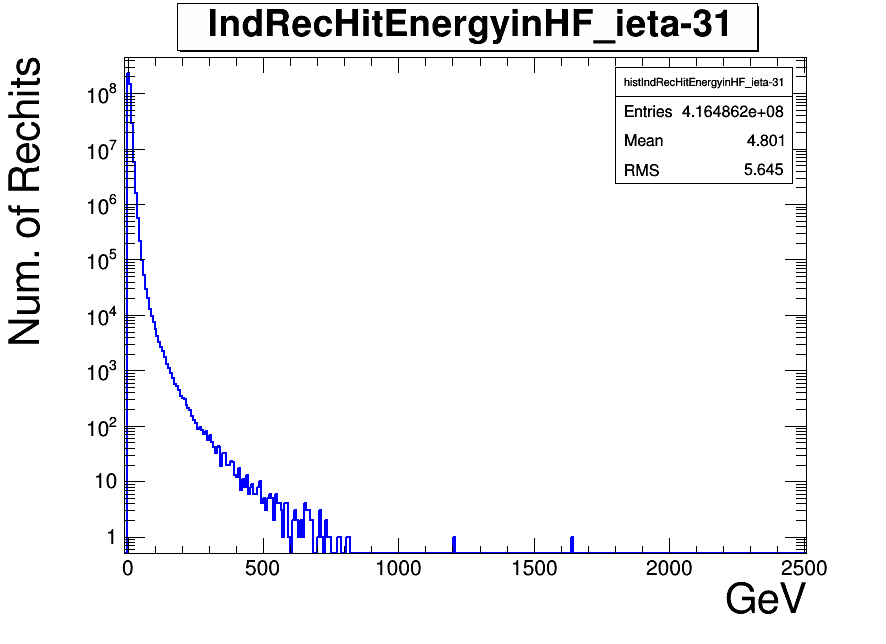 IndRecHitEnergyinHF_ieta-31
histIndRecHitEnergyinHF_ieta-31
Entries 4.164862e+08
Mean 4.801
RMS 5.645
Num. of Rechits
10^8
10^7
10^6
10^5
10^4
10^3
10^2
10
1
0 500 1000 1500 2000 2500
GeV